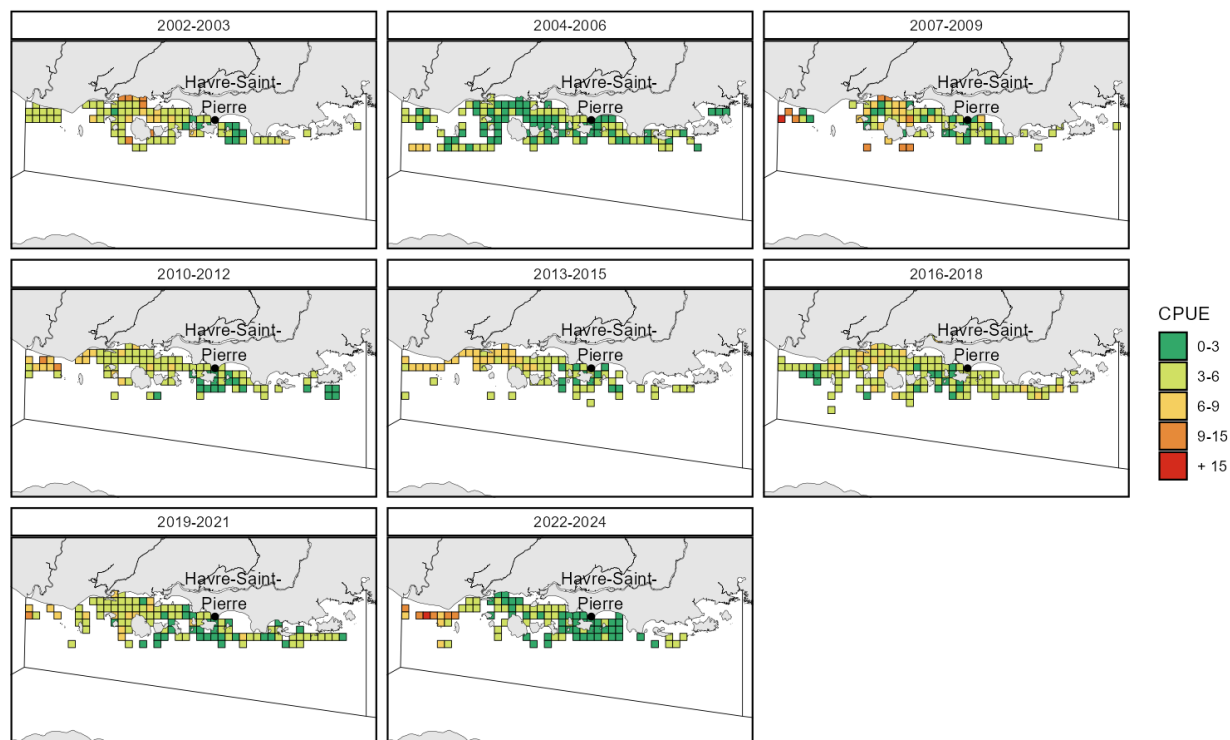 2002-2003
2004-2006
2007-2009
Havre-Saint-
Pierre
Havre-Saint-
Pierre
Havre-Saint-
Pierre
2010-2012
2013-2015
2016-2018
Havre-Saint-
Pierre
Havre-Saint-
Pierre
Havre-Saint-
Pierre
CPUE
0-3
3-6
6-9
9-15
+ 15
2019-2021
2022-2024
Havre-Saint-
Pierre
Havre-Saint-
Pierre